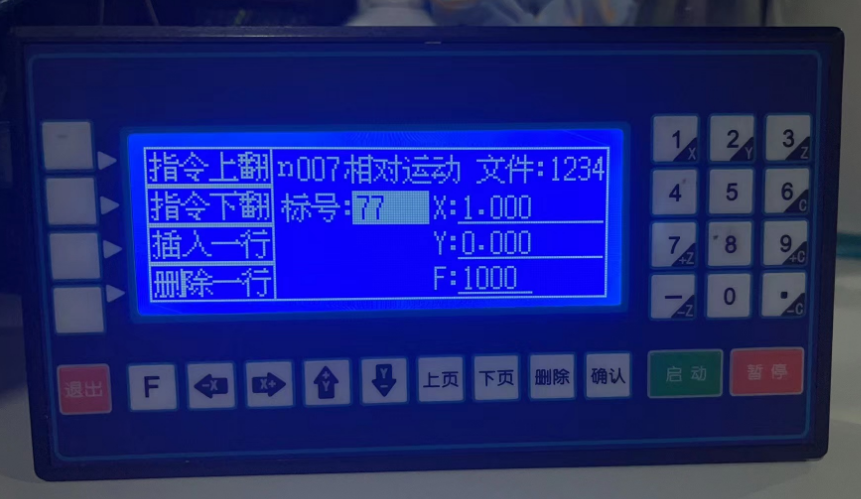 指令上翻 n007相对运动 文件:1234
指令下翻 标号:77 X:1.000
插入一行 Y:0.000
删除一行 F:1000
1 X 2 Y 3 Z
4 5 6 C
7 +Z 8 9 +C
- -Z 0 . -C
退出 F -X X+ +Y Y- 上页 下页 删除 确认 启动 暂停